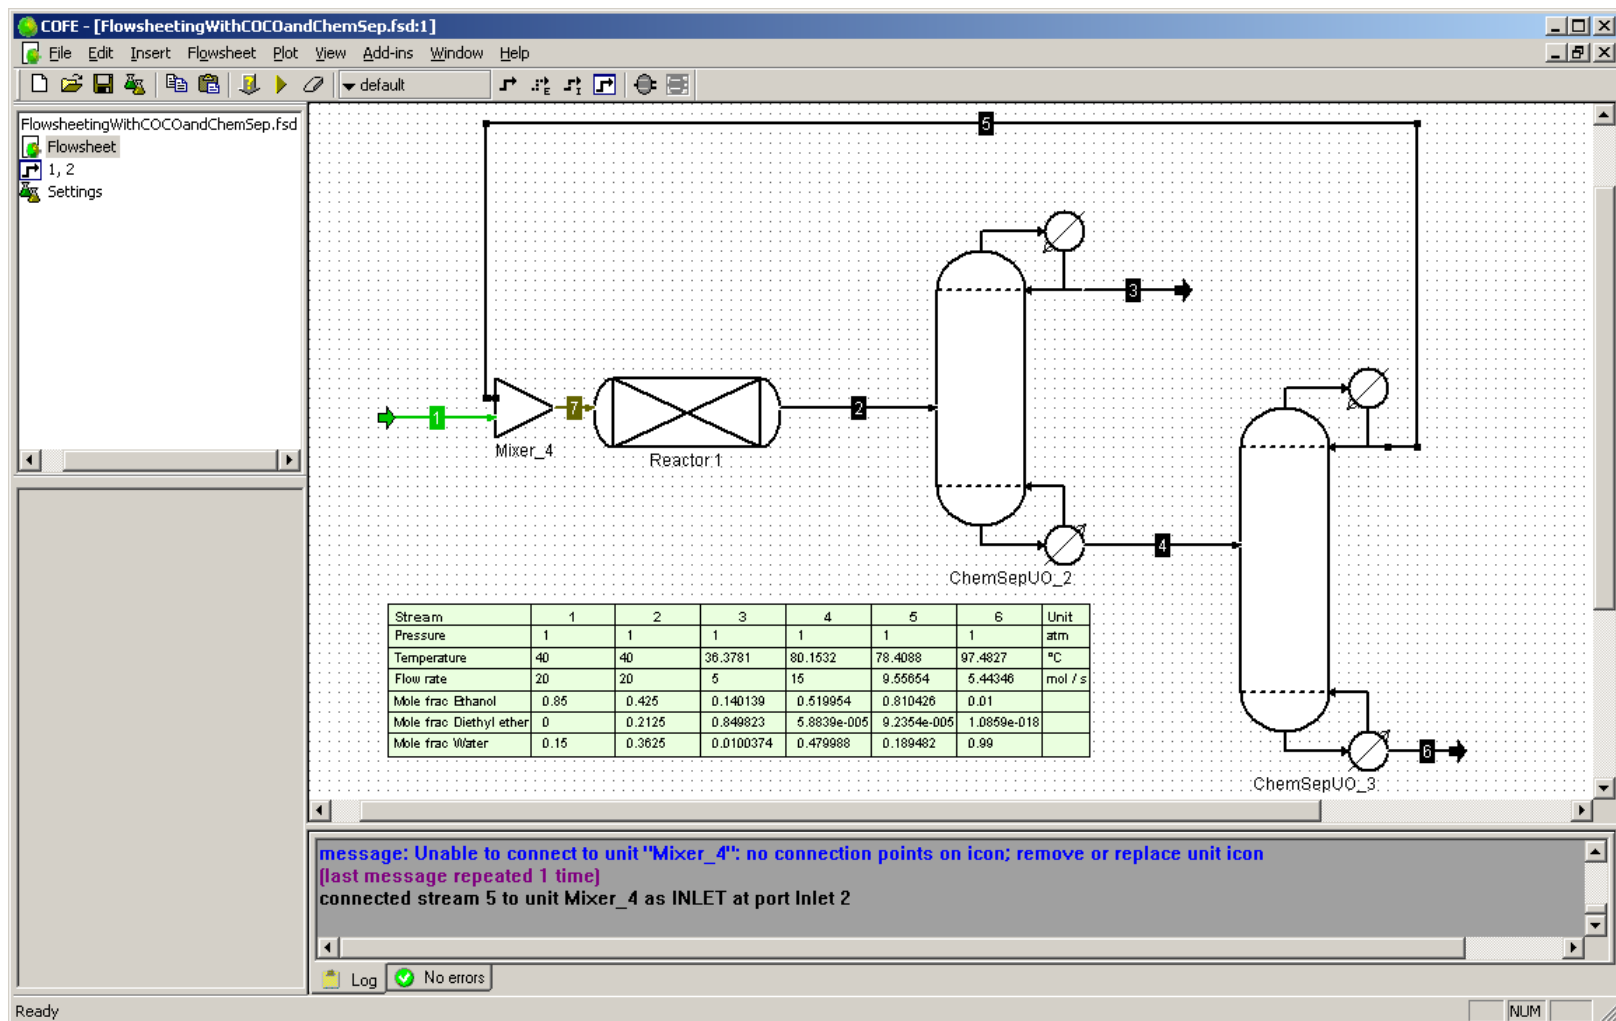 COFE - [FlowsheetingWithCOCOandChemSep.fsd:1]
File Edit Insert Flowsheet Plot View Add-ins Window Help
default
FlowsheetingWithCOCOandChemSep.fsd
Flowsheet
1, 2
Settings
5
3
1
7
2
Mixer_4
Reactor 1
4
ChemSepUO_2
6
ChemSepUO_3
Stream 1 2 3 4 5 6 Unit
Pressure 1 1 1 1 1 1 atm
Temperature 40 40 36.3781 80.1532 78.4088 97.4827 °C
Flow rate 20 20 5 15 9.55654 5.44346 mol / s
Mole frac Ethanol 0.85 0.425 0.140139 0.519954 0.810426 0.01
Mole frac Diethyl ether 0 0.2125 0.849823 5.8839e-005 9.2354e-005 1.0859e-018
Mole frac Water 0.15 0.3625 0.0100374 0.479988 0.189482 0.99
message: Unable to connect to unit "Mixer_4": no connection points on icon; remove or replace unit icon
(last message repeated 1 time)
connected stream 5 to unit Mixer_4 as INLET at port Inlet 2
Log No errors
Ready NUM